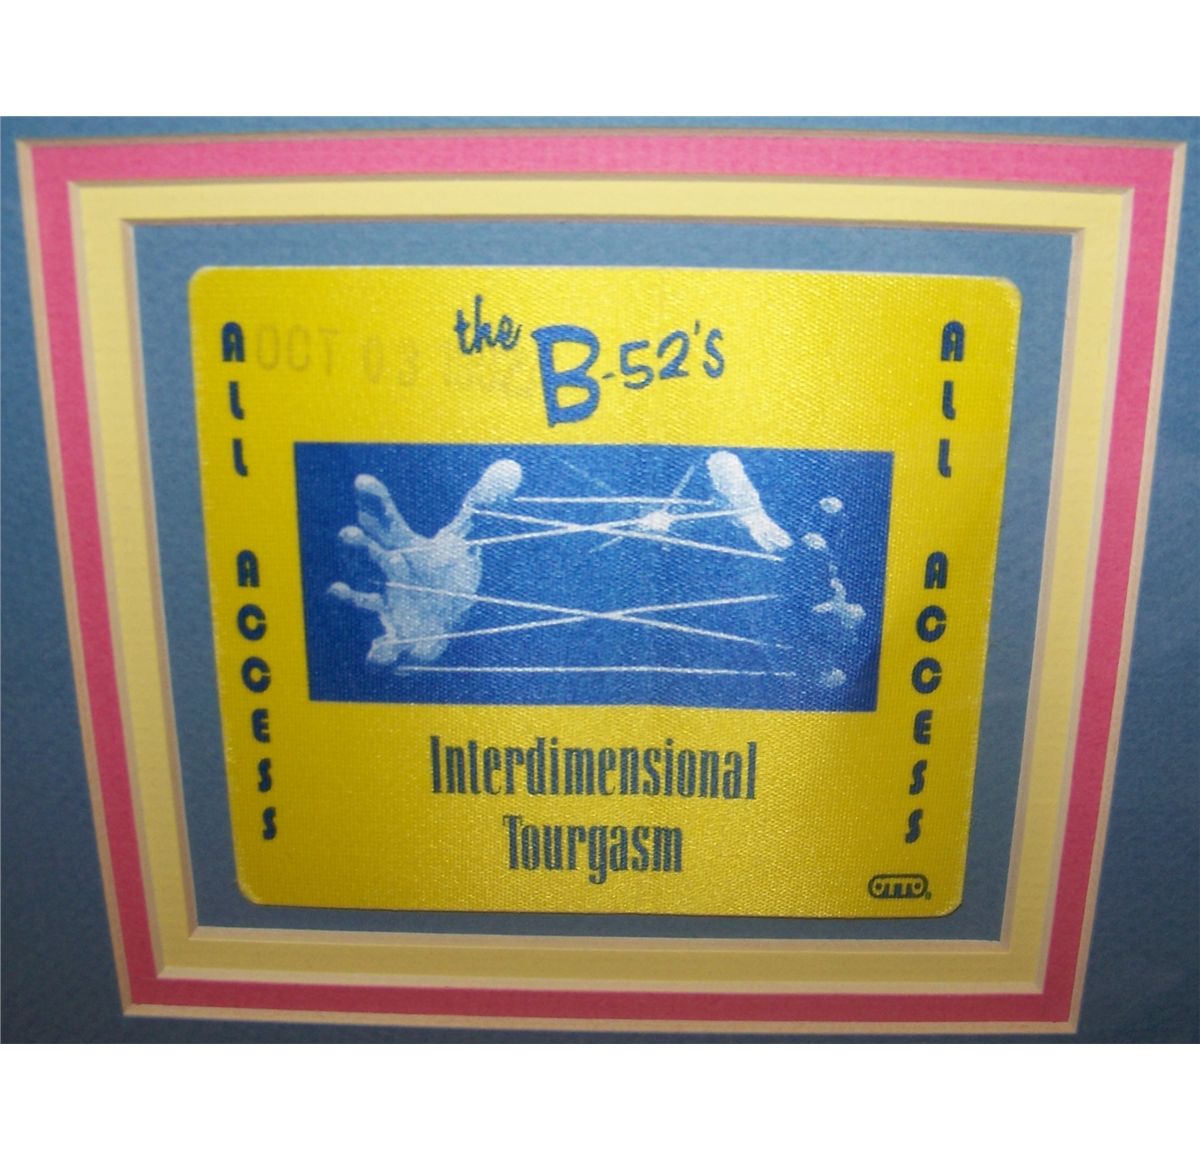 the
B-52's
OCT 03
ALL ACCESS
ALL ACCESS
Interdimensional
Tourgasm
OTTO